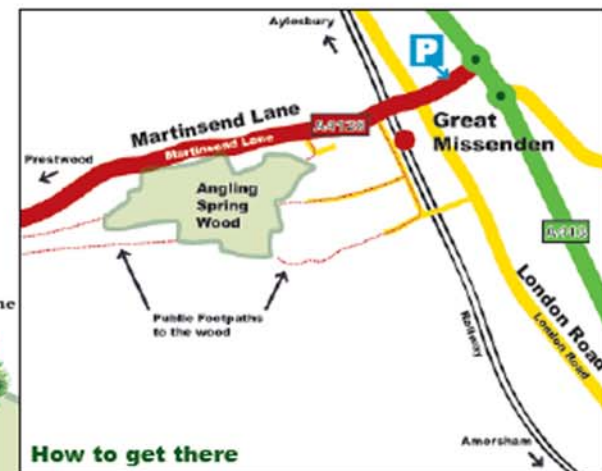 Aylesbury
P
Martinsend Lane
A4128
Martinsend Lane
Great
Missenden
Prestwood
Angling
Spring
Wood
A413
Public Footpaths
to the wood
London Road
London Road
Railway
Amersham
How to get there